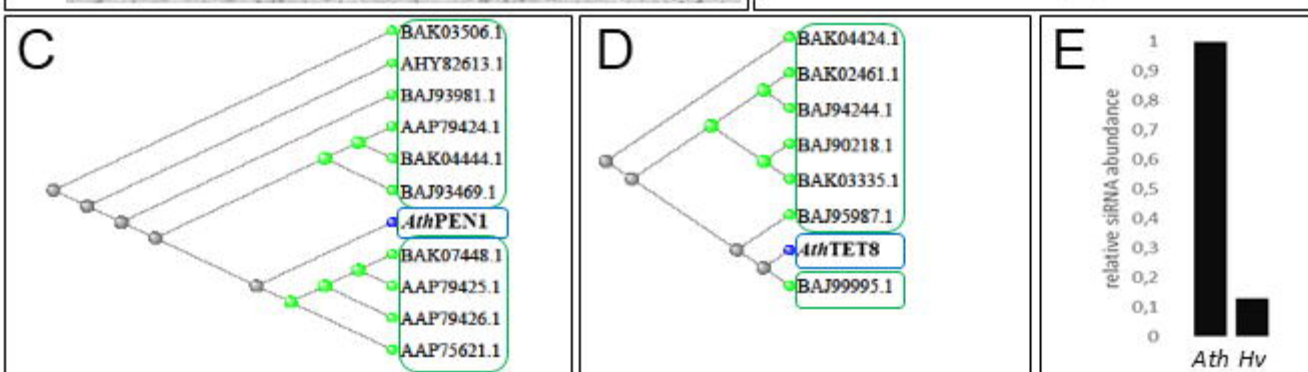 C
BAK03506.1
AHY82613.1
BAJ93981.1
AAP79424.1
BAK04444.1
BAJ93469.1
AthPEN1
BAK07448.1
AAP79425.1
AAP79426.1
AAP75621.1
D
BAK04424.1
BAK02461.1
BAJ94244.1
BAJ90218.1
BAK03335.1
BAJ95987.1
AthTET8
BAJ99995.1
E
relative siRNA abundance
1
0,9
0,8
0,7
0,6
0,5
0,4
0,3
0,2
0,1
0
Ath Hv